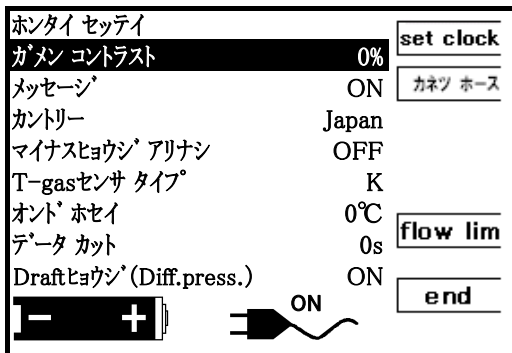 ホンタイ セッテイ
ガメン コントラスト 0%
メッセージ ON
カントリー Japan
マイナスヒョウジ アリナシ OFF
T-gasセンサ タイプ K
オンド ホセイ 0℃
データ カット 0s
Draftヒョウジ(Diff.press.) ON
ON
set clock
カネツ ホース
flow lim
end